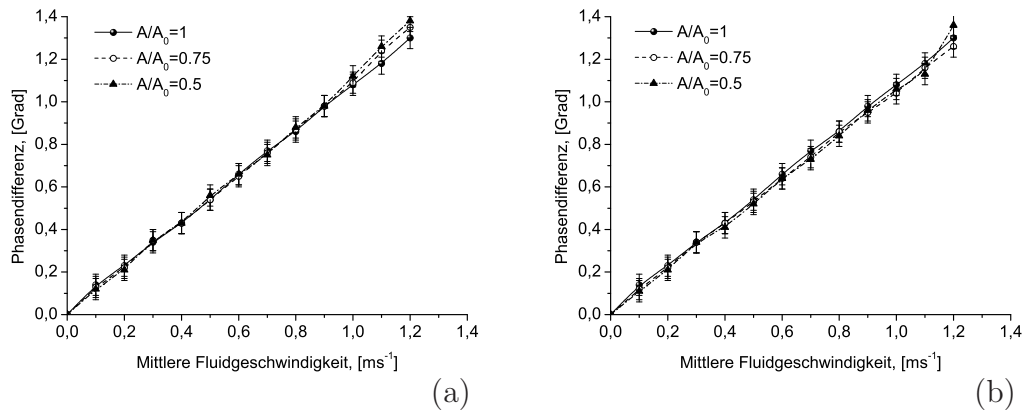 1,4
1,2
1,0
0,8
0,6
0,4
0,2
0,0
Phasendifferenz, [Grad]
A/A₀=1
A/A₀=0.75
A/A₀=0.5
0,0 0,2 0,4 0,6 0,8 1,0 1,2 1,4
Mittlere Fluidgeschwindigkeit, [ms⁻¹]
(a)
1,4
1,2
1,0
0,8
0,6
0,4
0,2
0,0
Phasendifferenz, [Grad]
A/A₀=1
A/A₀=0.75
A/A₀=0.5
0,0 0,2 0,4 0,6 0,8 1,0 1,2 1,4
Mittlere Fluidgeschwindigkeit, [ms⁻¹]
(b)